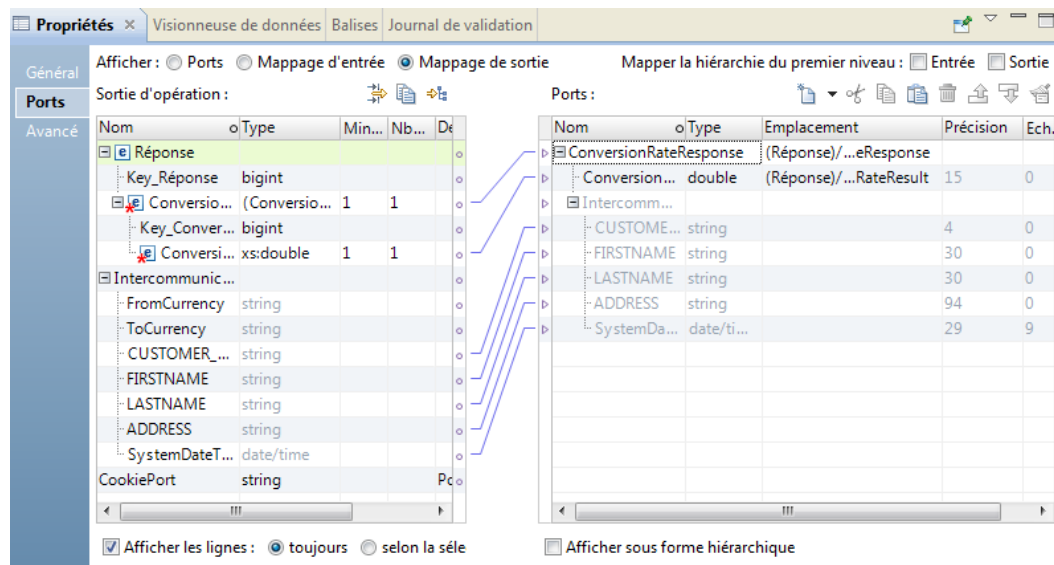 Propriétés Visionneuse de données Balises Journal de validation
Général
Ports
Avancé
Afficher : Ports Mappage d'entrée Mappage de sortie Mapper la hiérarchie du premier niveau : Entrée Sortie
Sortie d'opération :
Nom Type Min... Nb... De
e Réponse
Key_Réponse bigint
e Conversio... (Conversio... 1 1
Key_Conver... bigint
e Conversi... xs:double 1 1
Intercommunic...
FromCurrency string
ToCurrency string
CUSTOMER_... string
FIRSTNAME string
LASTNAME string
ADDRESS string
SystemDateT... date/time
CookiePort string Po
Afficher les lignes : toujours selon la séle
Ports :
Nom Type Emplacement Précision Ech.
ConversionRateResponse (Réponse)/...eResponse
Conversion... double (Réponse)/...RateResult 15 0
Intercomm...
CUSTOME... string 4 0
FIRSTNAME string 30 0
LASTNAME string 30 0
ADDRESS string 94 0
SystemDa... date/ti... 29 9
Afficher sous forme hiérarchique